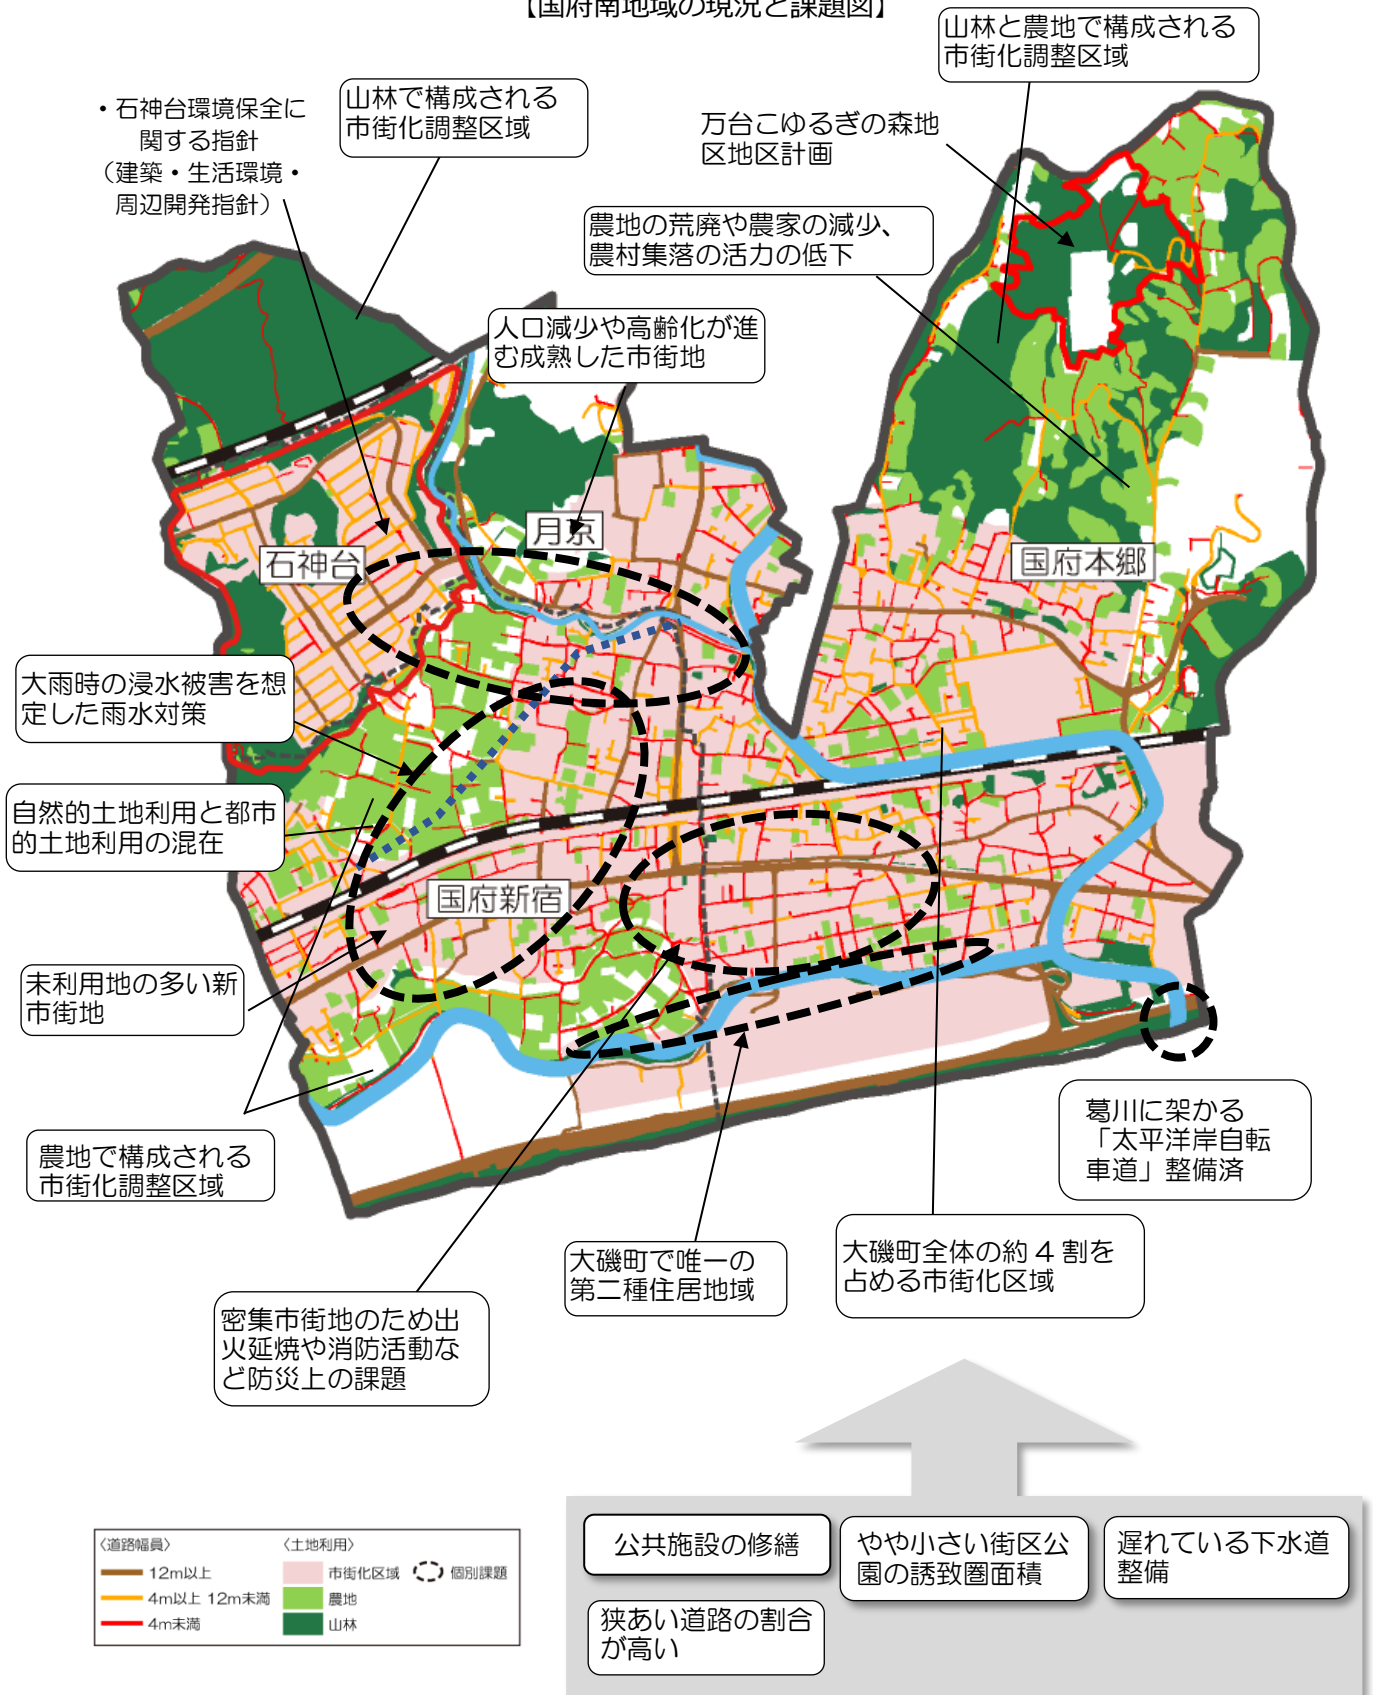 【国府南地域の現況と課題図】
山林と農地で構成される
市街化調整区域
・石神台環境保全に
関する指針
（建築・生活環境・
周辺開発指針）
山林で構成される
市街化調整区域
万台こゆるぎの森地
区地区計画
農地の荒廃や農家の減少、
農村集落の活力の低下
人口減少や高齢化が進
む成熟した市街地
月京
石神台
国府本郷
大雨時の浸水被害を想
定した雨水対策
自然的土地利用と都市
的土地利用の混在
国府新宿
未利用地の多い新
市街地
農地で構成される
市街化調整区域
葛川に架かる
「太平洋岸自転
車道」整備済
大磯町で唯一の
第二種住居地域
大磯町全体の約４割を
占める市街化区域
密集市街地のため出
火延焼や消防活動な
ど防災上の課題
公共施設の修繕
やや小さい街区公
園の誘致圏面積
遅れている下水道
整備
狭あい道路の割合
が高い
〈道路幅員〉
12m以上
4m以上 12m未満
4m未満
〈土地利用〉
市街化区域
農地
山林
個別課題